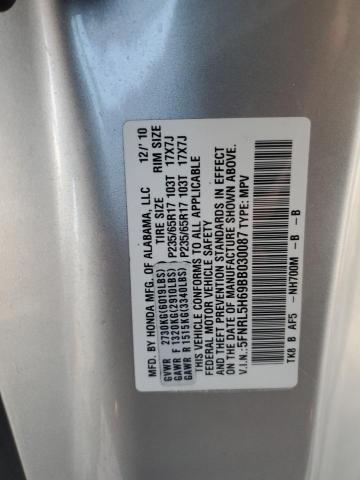 MFD. BY HONDA MFG. OF ALABAMA, LLC 12/'10
RIM SIZE
GVWR 2730KG(6019LBS)
GAWR F 1320KG(2910LBS) P235/65R17 103T 17X7J
GAWR R 1515KG(3340LBS) P235/65R17 103T 17X7J
THIS VEHICLE CONFORMS TO ALL APPLICABLE
FEDERAL MOTOR VEHICLE SAFETY
AND THEFT PREVENTION STANDARDS IN EFFECT
ON THE DATE OF MANUFACTURE SHOWN ABOVE.
V.I.N.: 5FNRL5H69BB030087 TYPE: MPV
TK8 B AF5 -NH700M -B -B